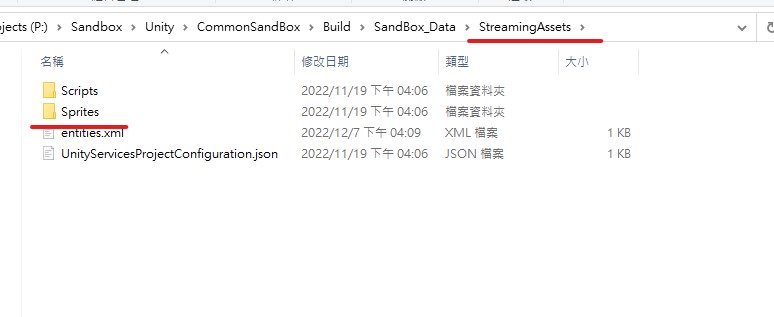 ojects (P:) > Sandbox > Unity > CommonSandBox > Build > SandBox_Data > StreamingAssets >
名稱 修改日期 類型 大小
Scripts 2022/11/19 下午 04:06 檔案資料夾
Sprites 2022/11/19 下午 04:06 檔案資料夾
entities.xml 2022/12/7 下午 04:09 XML 檔案 1 KB
UnityServicesProjectConfiguration.json 2022/11/19 下午 04:06 JSON 檔案 1 KB